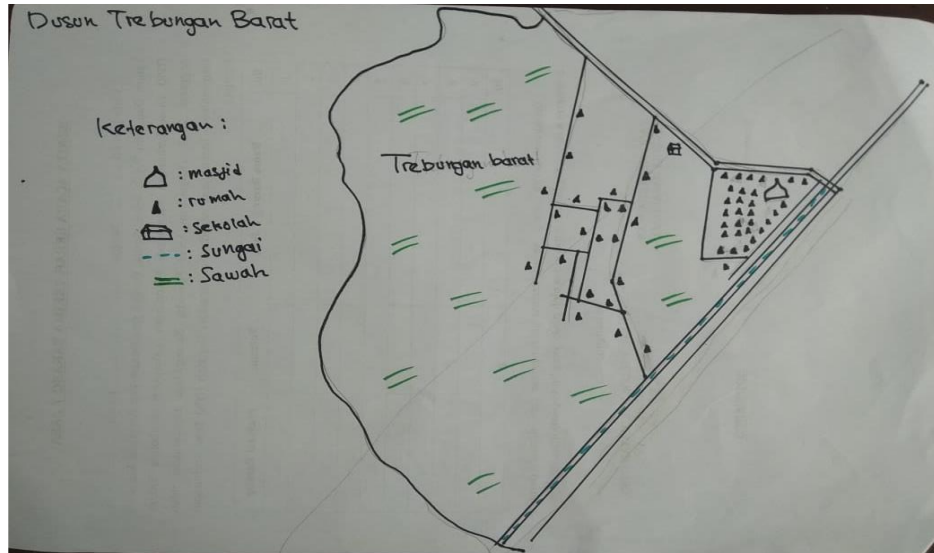 Dusun Trebungan Barat
Keterangan :
: masjid
: rumah
: sekolah
: Sungai
: Sawah
Trebungan barat